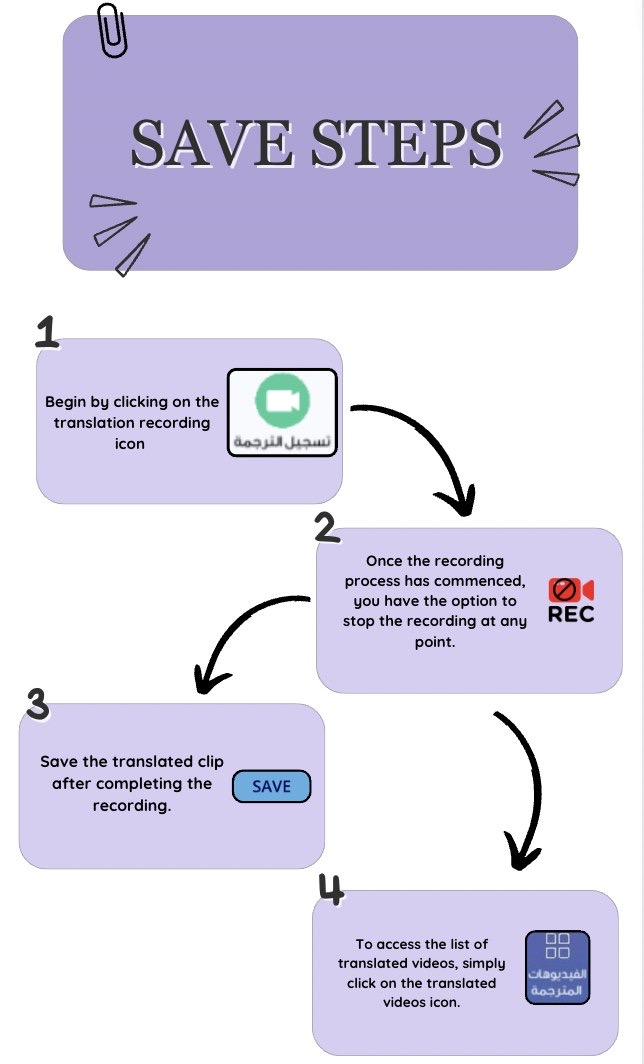 SAVE STEPS
1
Begin by clicking on the
translation recording
icon
تسجيل الترجمة
2
Once the recording
process has commenced,
you have the option to
stop the recording at any
point.
REC
3
Save the translated clip
after completing the
recording.
SAVE
4
To access the list of
translated videos, simply
click on the translated
videos icon.
الفيديوهات
المترجمة